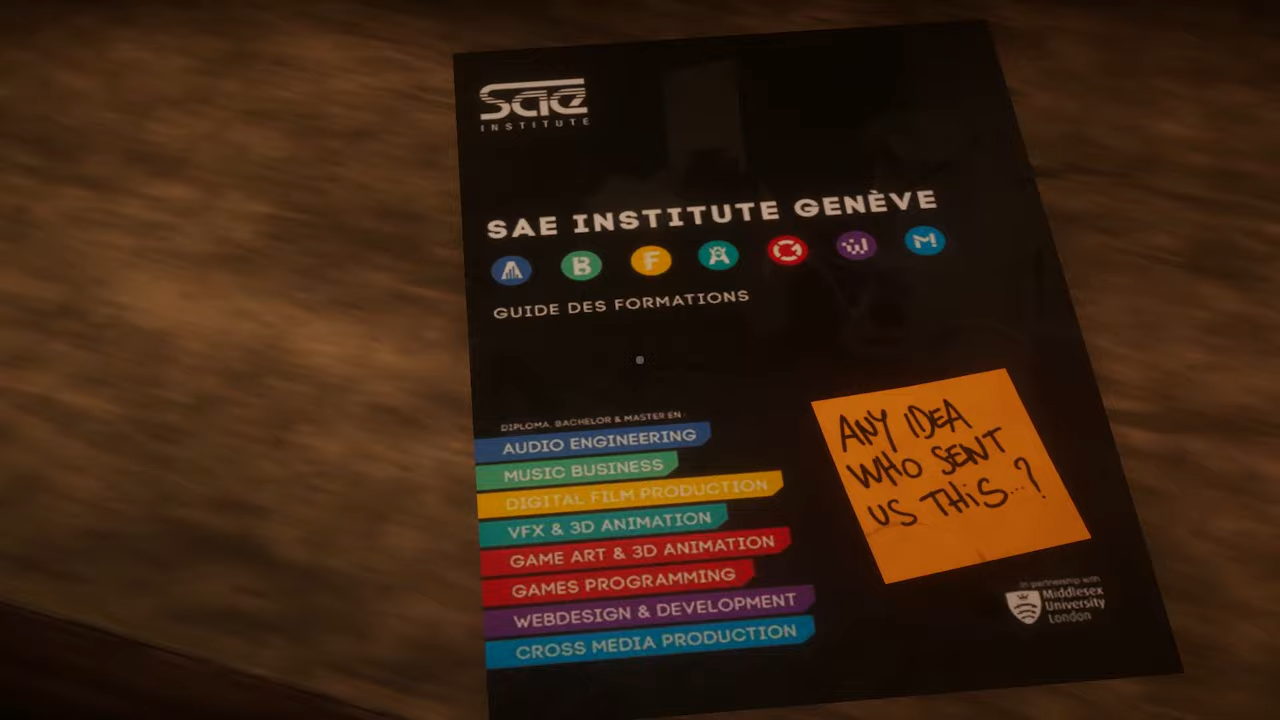 sae
INSTITUTE
SAE INSTITUTE GENÈVE
A B F A W M
GUIDE DES FORMATIONS
DIPLOMA, BACHELOR & MASTER EN :
AUDIO ENGINEERING
MUSIC BUSINESS
DIGITAL FILM PRODUCTION
VFX & 3D ANIMATION
GAME ART & 3D ANIMATION
GAMES PROGRAMMING
WEBDESIGN & DEVELOPMENT
CROSS MEDIA PRODUCTION
ANY IDEA
WHO SENT
US THIS...?
In partnership with
Middlesex
University
London